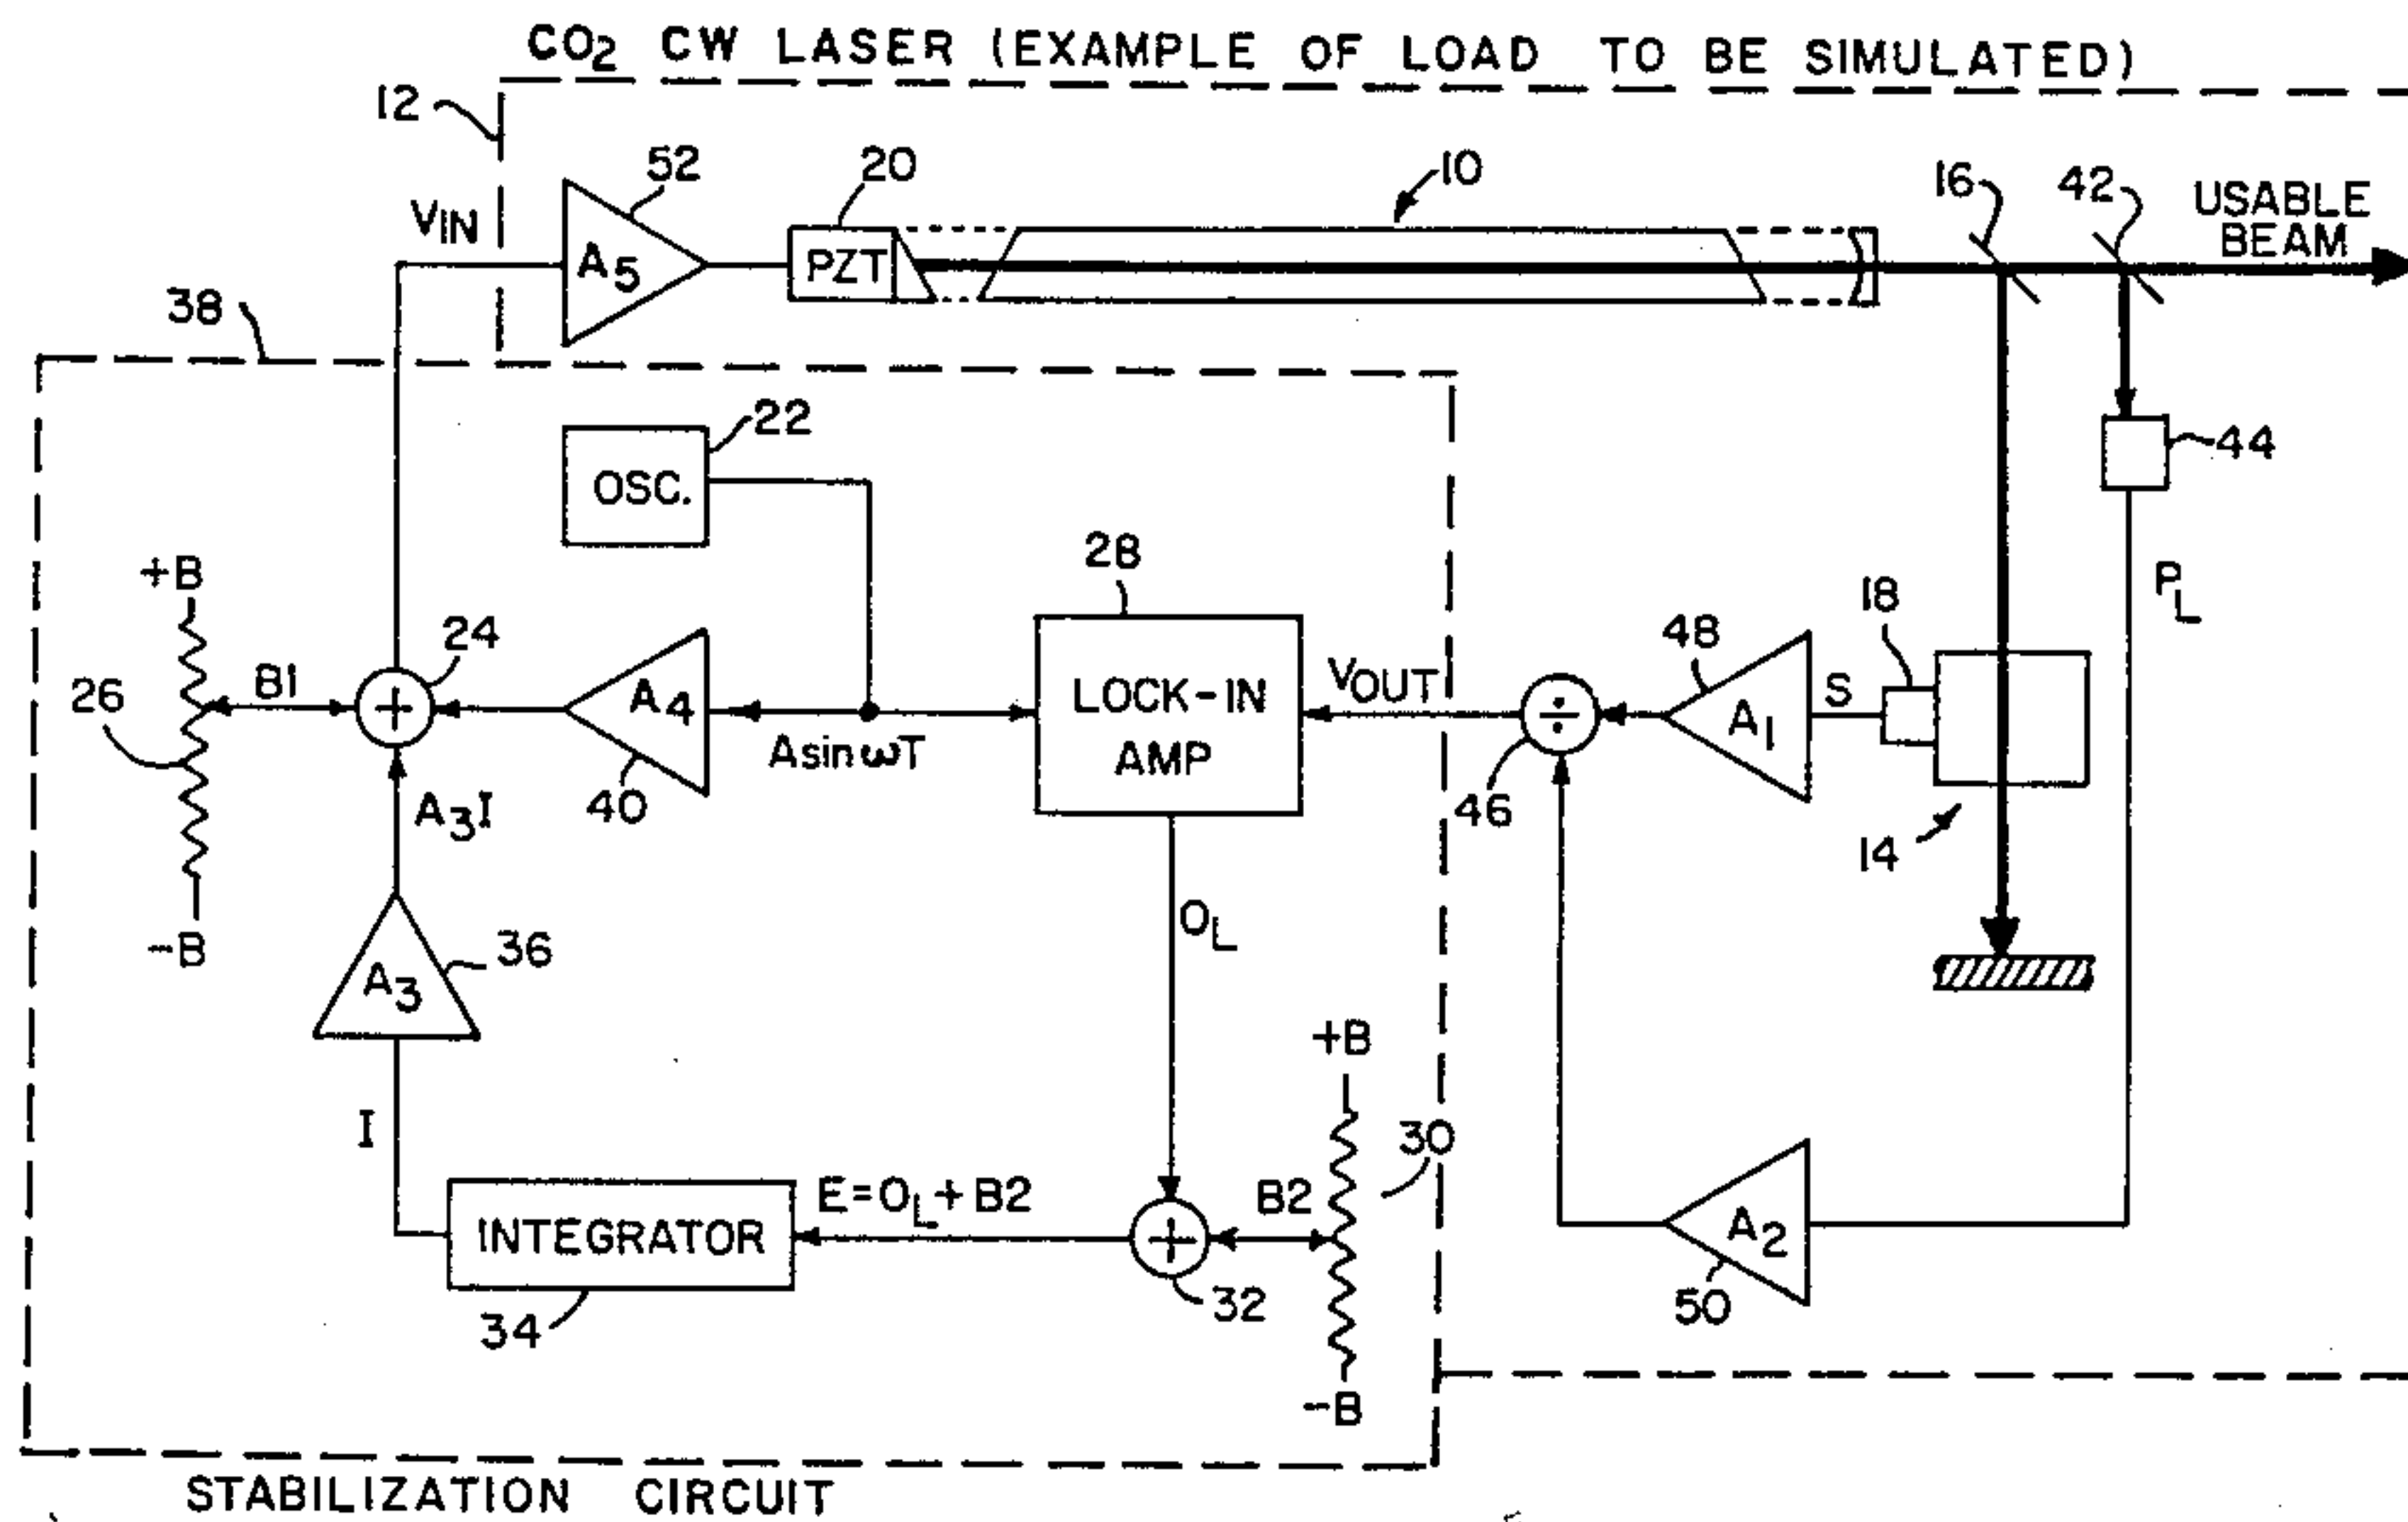 CO2 CW LASER (EXAMPLE OF LOAD TO BE SIMULATED)
12
52
20
10
16
42
USABLE
BEAM
VIN
A5
PZT
38
22
44
OSC.
28
+B
24
48
18
PL
26
B1
+
A4
LOCK-IN
AMP
VOUT
÷
A1
S
A sin ωT
40
46
14
A3I
-B
OL
36
A3
+B
30
I
INTEGRATOR
E=OL+B2
+
B2
A2
34
32
50
-B
STABILIZATION CIRCUIT